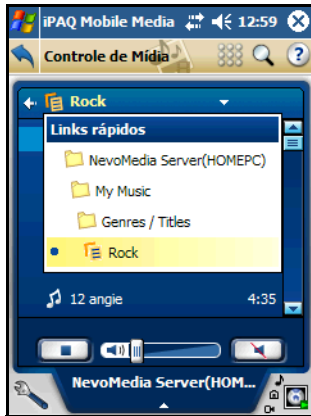 iPAQ Mobile Media 12:59
Controle de Mídia
Rock
Links rápidos
NevoMedia Server(HOMEPC)
My Music
Genres / Titles
Rock
12 angie 4:35
NevoMedia Server(HOM...